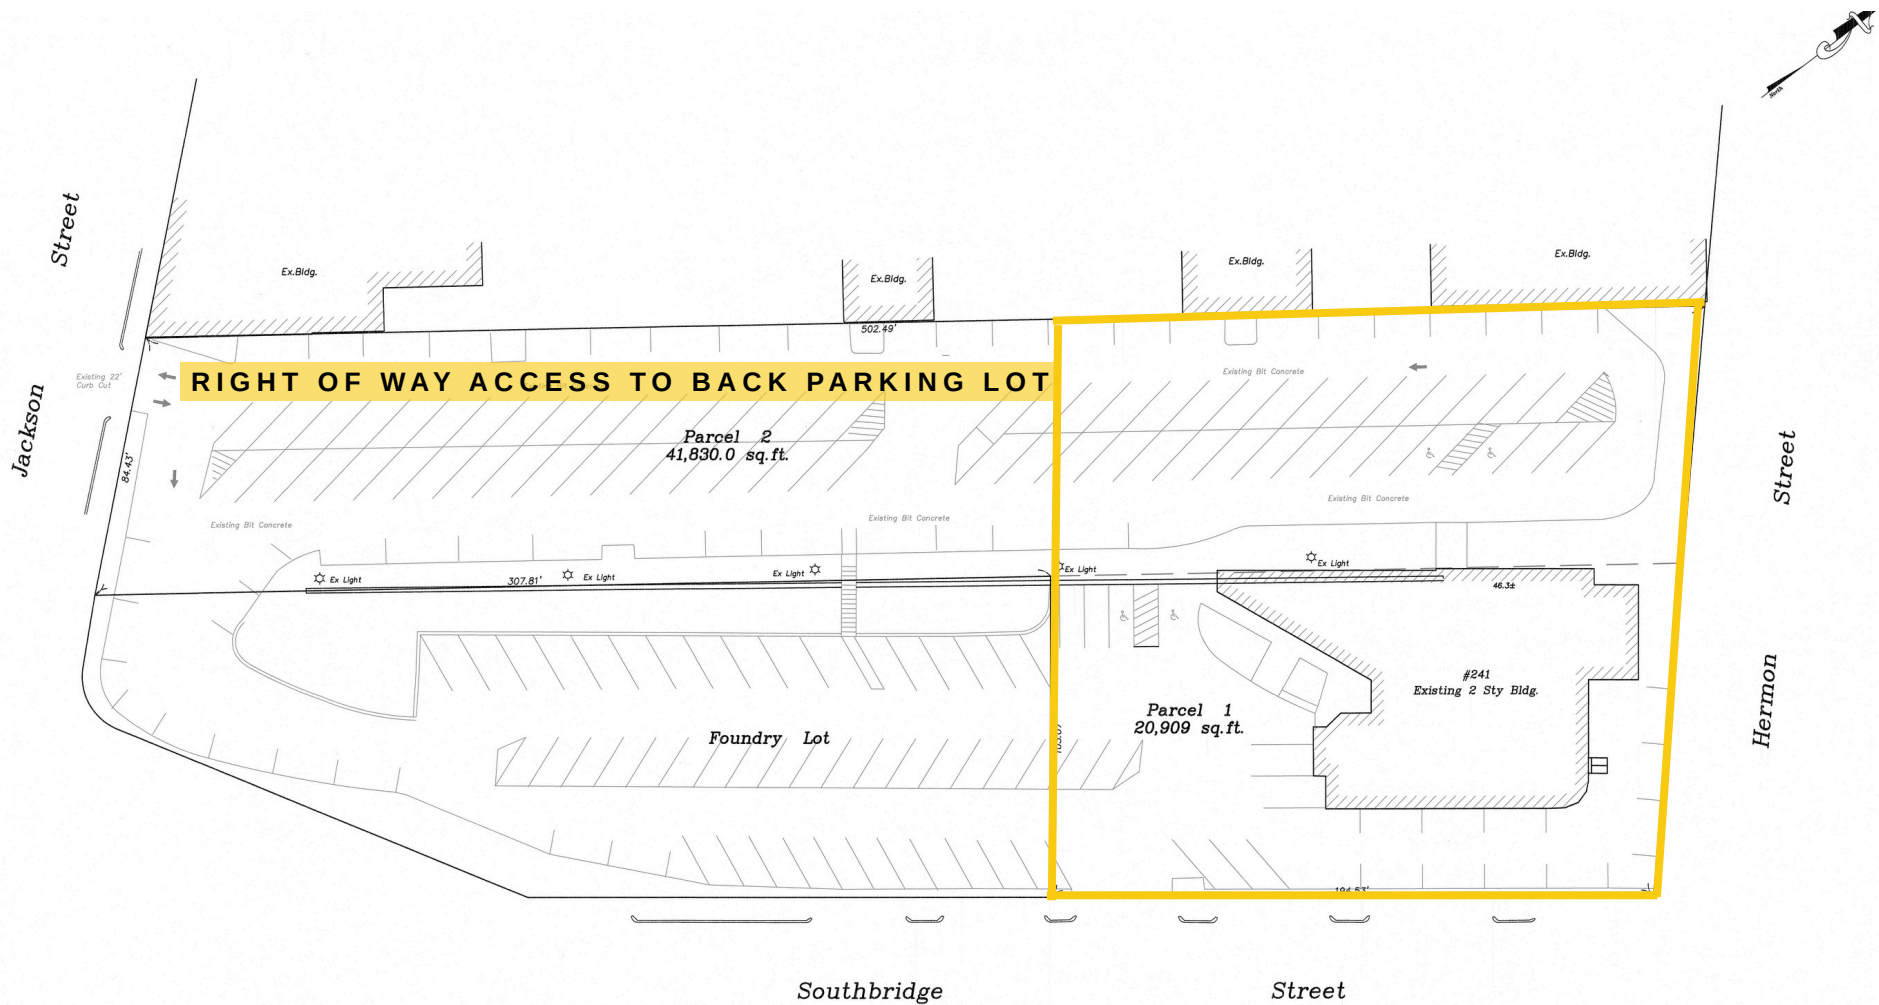 North
Street
Jackson
Ex.Bldg.
Ex.Bldg.
Ex.Bldg.
Ex.Bldg.
502.49'
Existing 22'
Curb Cut
RIGHT OF WAY ACCESS TO BACK PARKING LOT
Existing Bit Concrete
Parcel 2
41,830.0 sq.ft.
84.43'
Existing Bit Concrete
Existing Bit Concrete
Existing Bit Concrete
Street
Hermon
Ex Light
307.81'
Ex Light
Ex Light
Ex Light
Ex Light
46.3±
#241
Existing 2 Sty Bldg.
Parcel 1
20,909 sq.ft.
Foundry Lot
194.53'
Southbridge Street